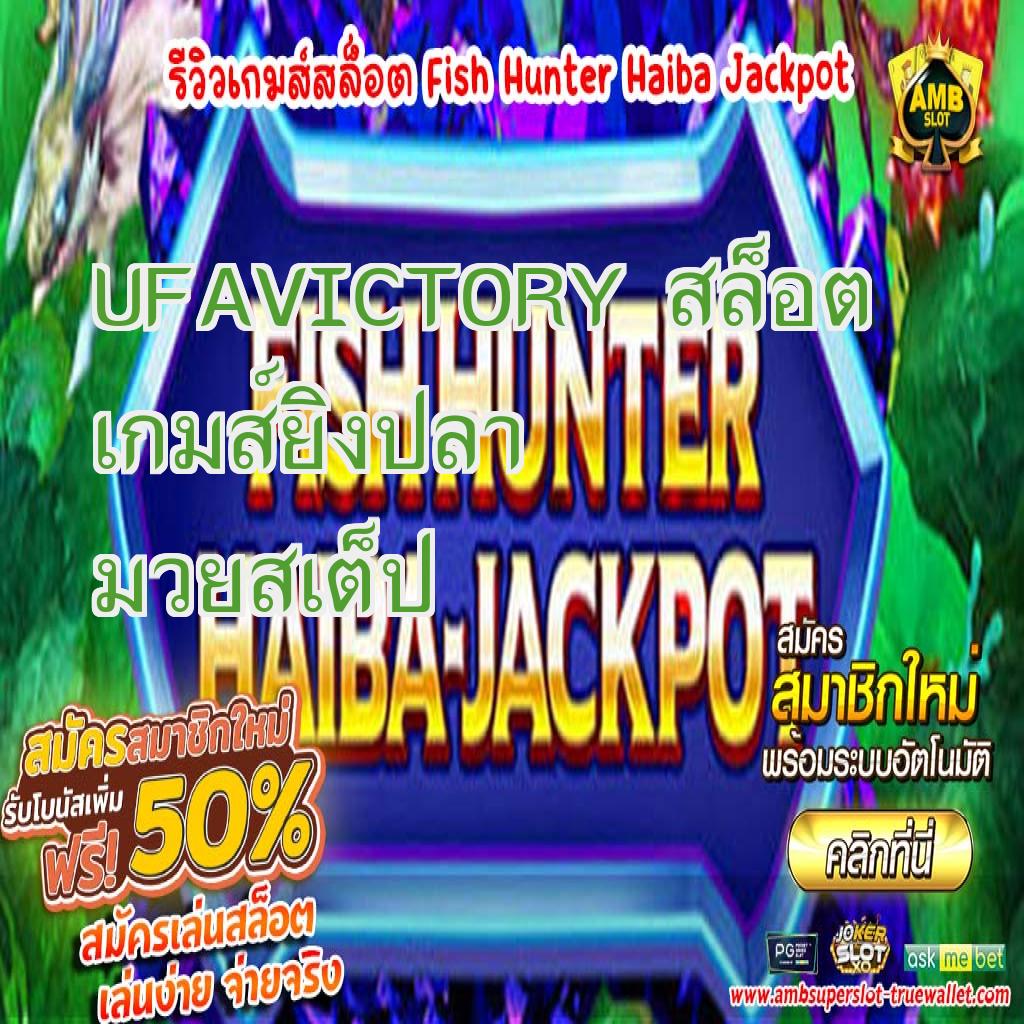 รีวิวเกมส์สล็อต Fish Hunter Haiba Jackpot
AMB
SLOT
UFAVICTORY สล็อต
FISH HUNTER
เกมส์ยิงปลา
มวยสเต็ป
HAIBA·JACKPOT
สมัคร
สมาชิกใหม่
พร้อมระบบอัตโนมัติ
คลิกที่นี่
สมัครสมาชิกใหม่
รับโบนัสเพิ่ม
ฟรี! 50%
สมัครเล่นสล็อต
เล่นง่าย จ่ายจริง
PG
JOKER
SLOT
XO
ask me bet
www.ambsuperslot-truewallet.com